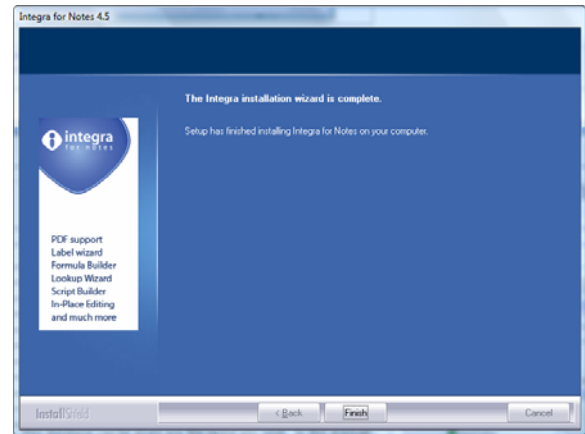 Integra for Notes 4.5
The Integra installation wizard is complete.
Setup has finished installing Integra for Notes on your computer.
integra
for notes
PDF support
Label wizard
Formula Builder
Lookup Wizard
Script Builder
In-Place Editing
and much more
InstallShield
< Back
Finish
Cancel